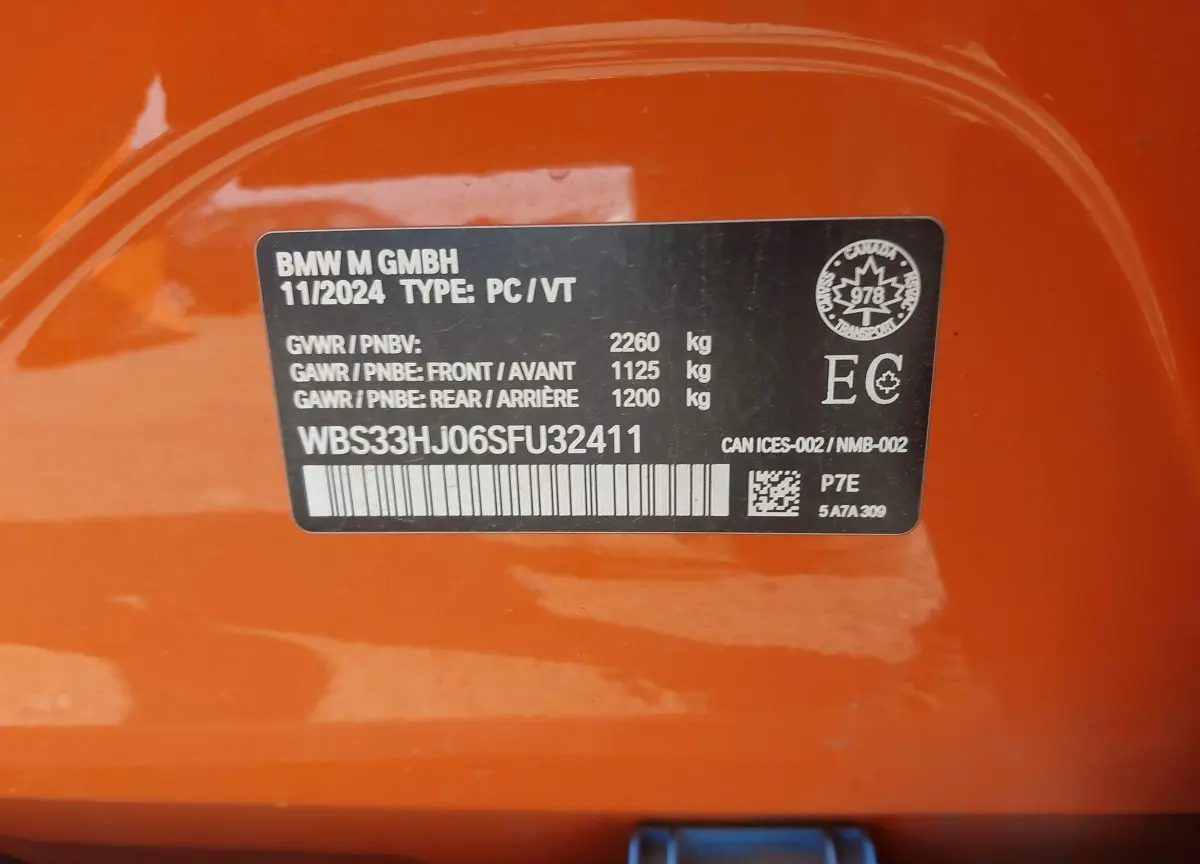 BMW M GMBH
11/2024 TYPE: PC / VT
GVWR / PNBV: 2260 kg
GAWR / PNBE: FRONT / AVANT 1125 kg
GAWR / PNBE: REAR / ARRIÈRE 1200 kg
WBS33HJ06SFU32411
CANADA
978
TRANSPORT
EC
CAN ICES-002 / NMB-002
P7E
5 A7A 309